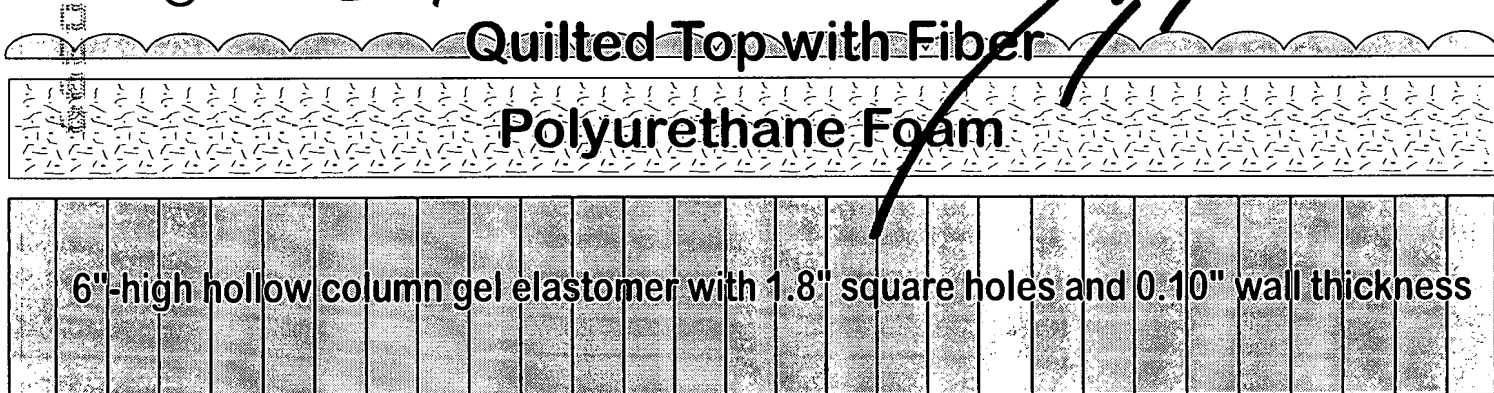 Quilted Top with Fiber
Polyurethane Foam
6"-high hollow column gel elastomer with 1.8" square holes and 0.10" wall thickness